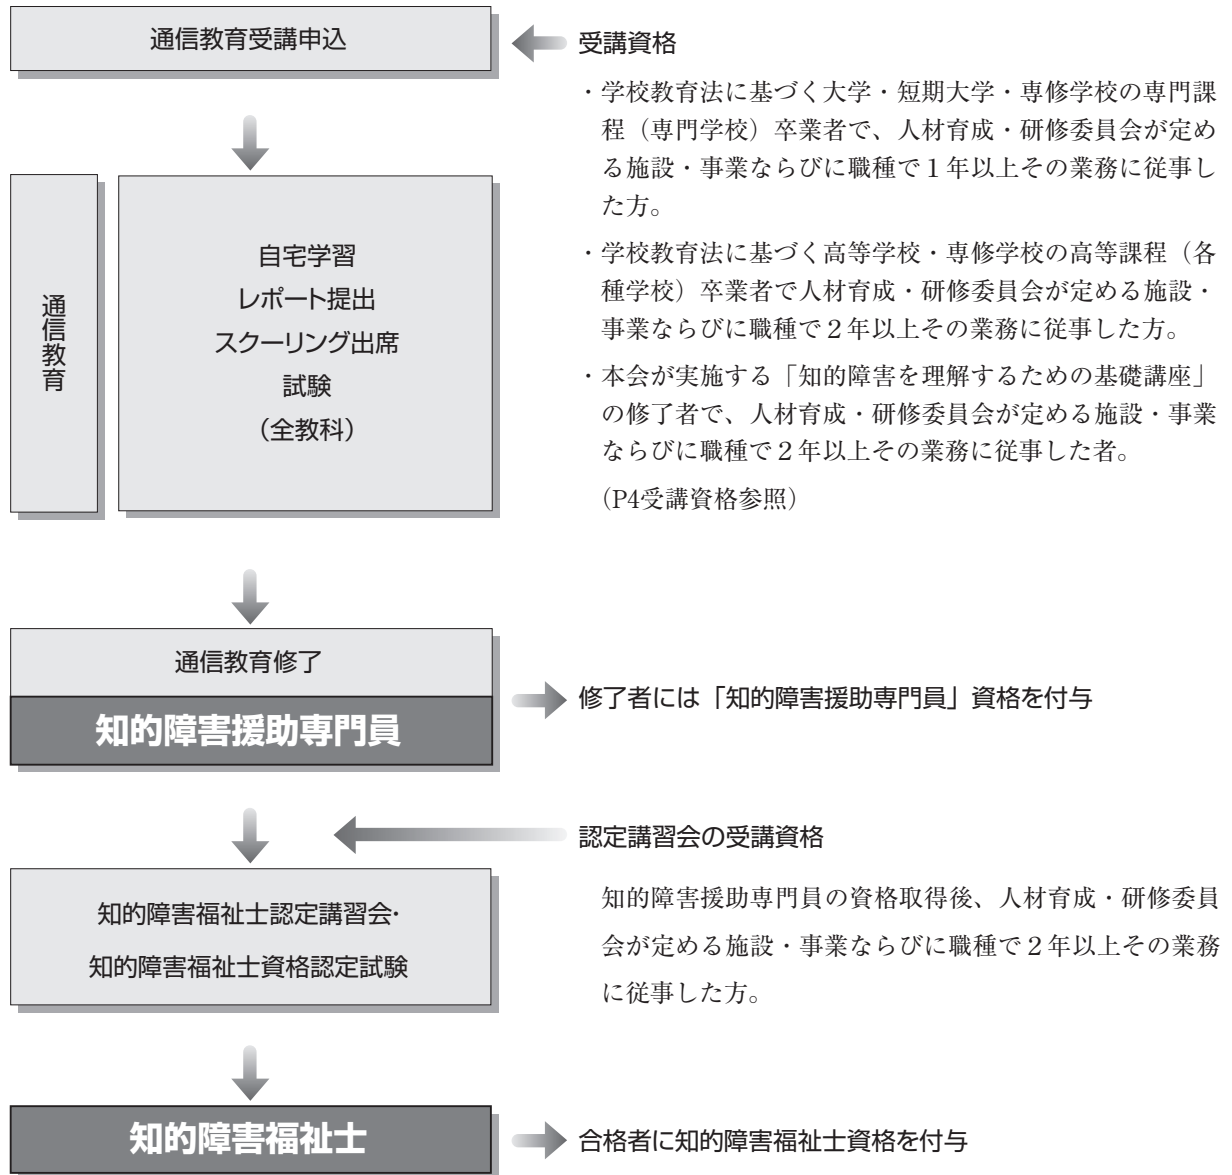 通信教育受講申込
受講資格
・学校教育法に基づく大学・短期大学・専修学校の専門課
程（専門学校）卒業者で、人材育成・研修委員会が定め
る施設・事業ならびに職種で１年以上その業務に従事し
た方。
・学校教育法に基づく高等学校・専修学校の高等課程（各
種学校）卒業者で人材育成・研修委員会が定める施設・
事業ならびに職種で２年以上その業務に従事した方。
・本会が実施する「知的障害を理解するための基礎講座」
の修了者で、人材育成・研修委員会が定める施設・事業
ならびに職種で２年以上その業務に従事した者。
（P4受講資格参照）
通信教育
自宅学習
レポート提出
スクーリング出席
試験
（全教科）
通信教育修了
知的障害援助専門員
修了者には「知的障害援助専門員」資格を付与
認定講習会の受講資格
知的障害援助専門員の資格取得後、人材育成・研修委員
会が定める施設・事業ならびに職種で２年以上その業務
に従事した方。
知的障害福祉士認定講習会・
知的障害福祉士資格認定試験
知的障害福祉士
合格者に知的障害福祉士資格を付与